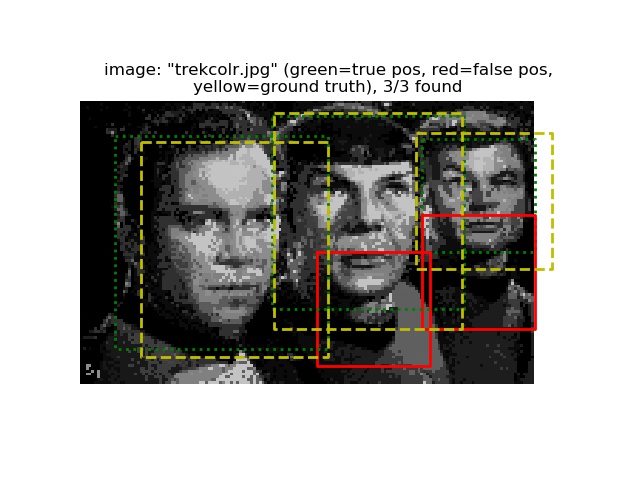 image: "trekcolr.jpg" (green=true pos, red=false pos,
yellow=ground truth), 3/3 found